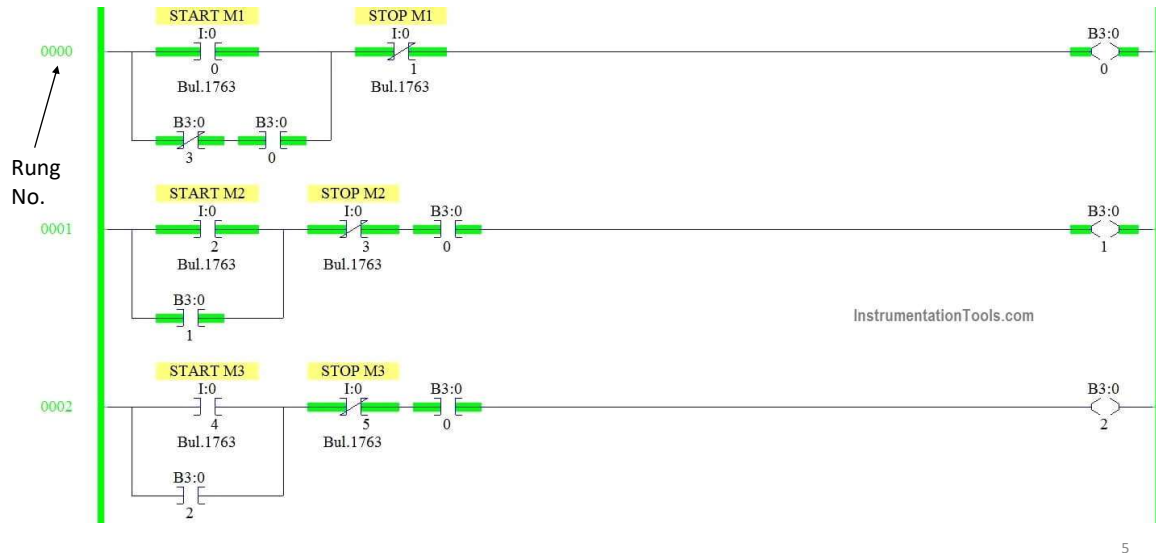 START M1 STOP M1
I:0 I:0 B3:0
0000
0 1 0
Bul.1763 Bul.1763
B3:0 B3:0
3 0
Rung
No.
START M2 STOP M2
I:0 I:0 B3:0 B3:0
0001
2 3 0 1
Bul.1763 Bul.1763
B3:0
1
InstrumentationTools.com
START M3 STOP M3
I:0 I:0 B3:0 B3:0
0002
4 5 0 2
Bul.1763 Bul.1763
B3:0
2
5